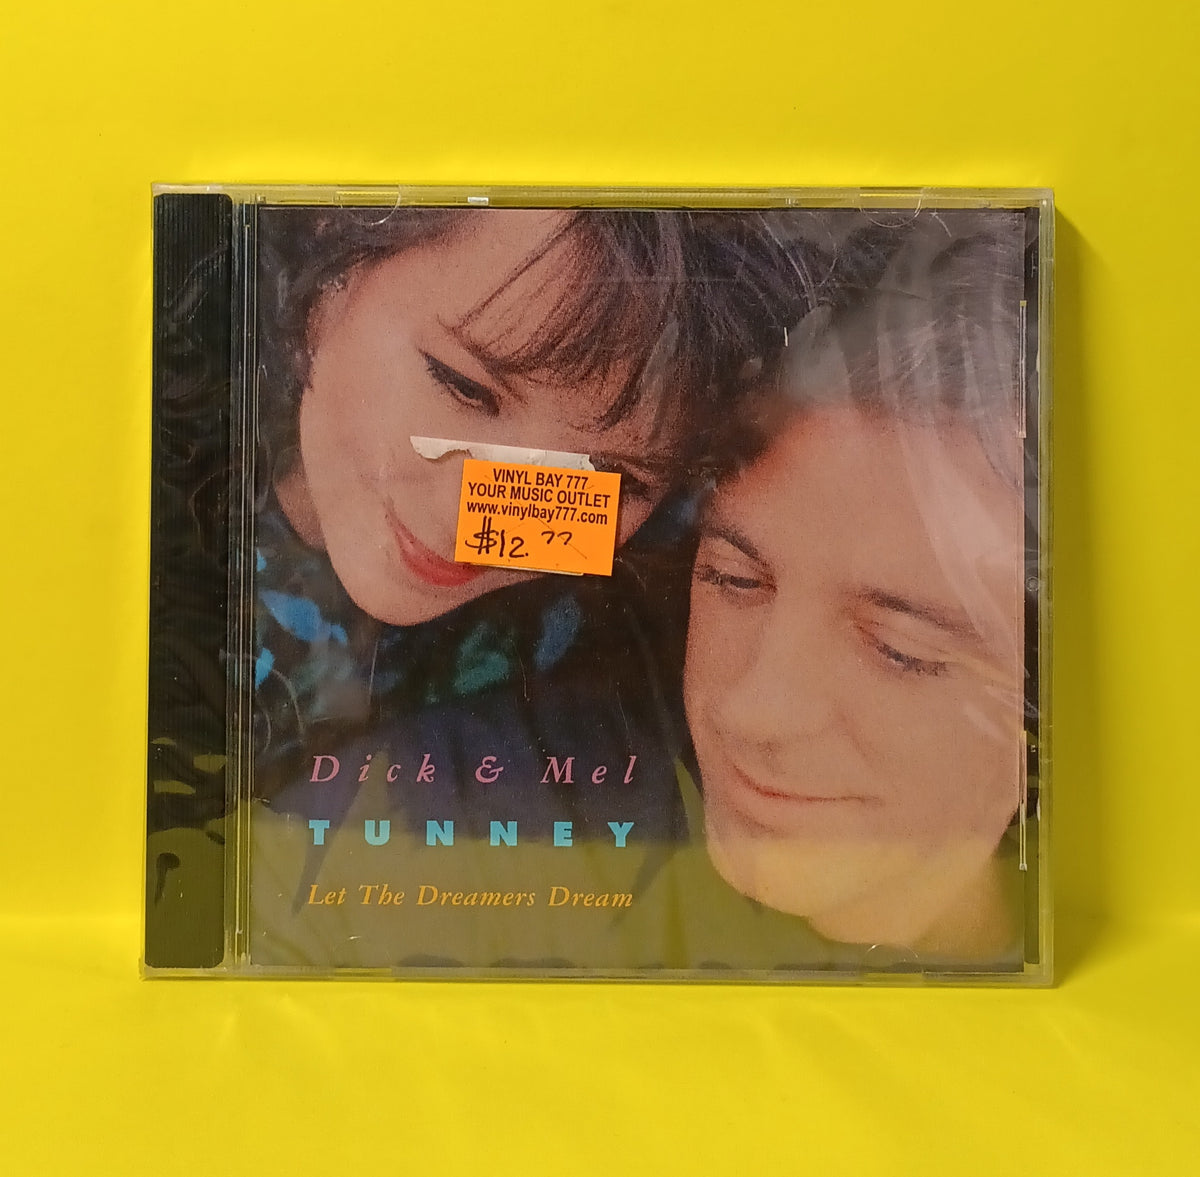 VINYL BAY 777
YOUR MUSIC OUTLET
www.vinylbay777.com
$12.77
Dick & Mel
TUNNEY
Let The Dreamers Dream